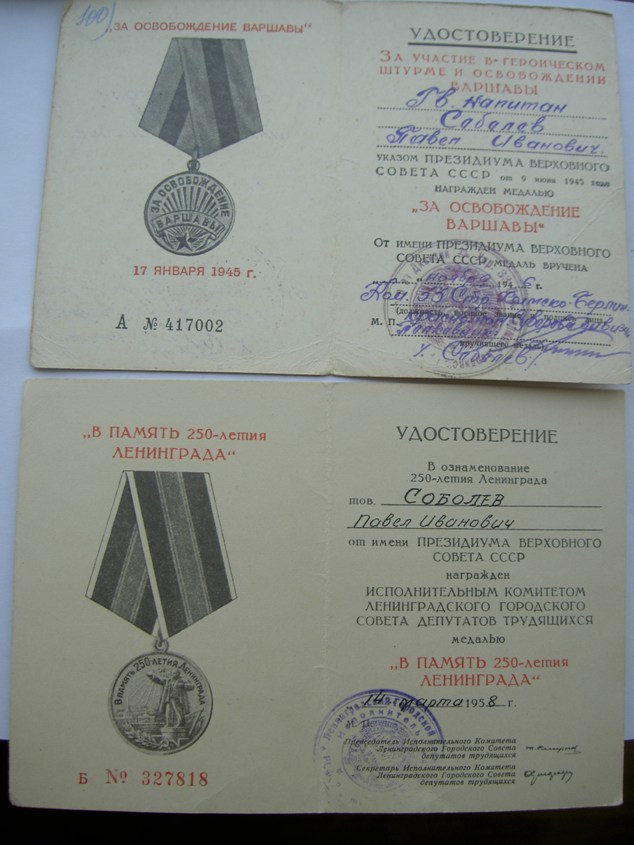 100)
„ЗА ОСВОБОЖДЕНИЕ ВАРШАВЫ“
ЗА ОСВОБОЖДЕНИЕ
ВАРШАВЫ
17 ЯНВАРЯ 1945 г.
А № 417002
УДОСТОВЕРЕНИЕ
ЗА УЧАСТИЕ В ГЕРОИЧЕСКОМ
ШТУРМЕ И ОСВОБОЖДЕНИИ
ВАРШАВЫ
Гв. Капитан
Соболев
Павел Иванович.
УКАЗОМ ПРЕЗИДИУМА ВЕРХОВНОГО
СОВЕТА СССР от 9 июня 1945 года
НАГРАЖДЕН МЕДАЛЬЮ
„ЗА ОСВОБОЖДЕНИЕ
ВАРШАВЫ“
От ИМЕНИ ПРЕЗИДИУМА ВЕРХОВНОГО
СОВЕТА СССР МЕДАЛЬ ВРУЧЕНА
ноября 1946 г.
Ком.
М. П.
Полковник
Соболев
„В ПАМЯТЬ 250-летия
ЛЕНИНГРАДА“
В ПАМЯТЬ 250-ЛЕТИЯ ЛЕНИНГРАДА
Б № 327818
УДОСТОВЕРЕНИЕ
В ознаменование
250-летия Ленинграда
тов. СОБОЛЕВ
Павел Иванович
от имени ПРЕЗИДИУМА ВЕРХОВНОГО
СОВЕТА СССР
награжден
ИСПОЛНИТЕЛЬНЫМ КОМИТЕТОМ
ЛЕНИНГРАДСКОГО ГОРОДСКОГО
СОВЕТА ДЕПУТАТОВ ТРУДЯЩИХСЯ
медалью
„В ПАМЯТЬ 250-летия
ЛЕНИНГРАДА“
14 марта 1958 г.
М. П.
Председатель Исполнительного Комитета
Ленинградского Городского Совета
депутатов трудящихся
Секретарь Исполнительного Комитета
Ленинградского Городского Совета
депутатов трудящихся